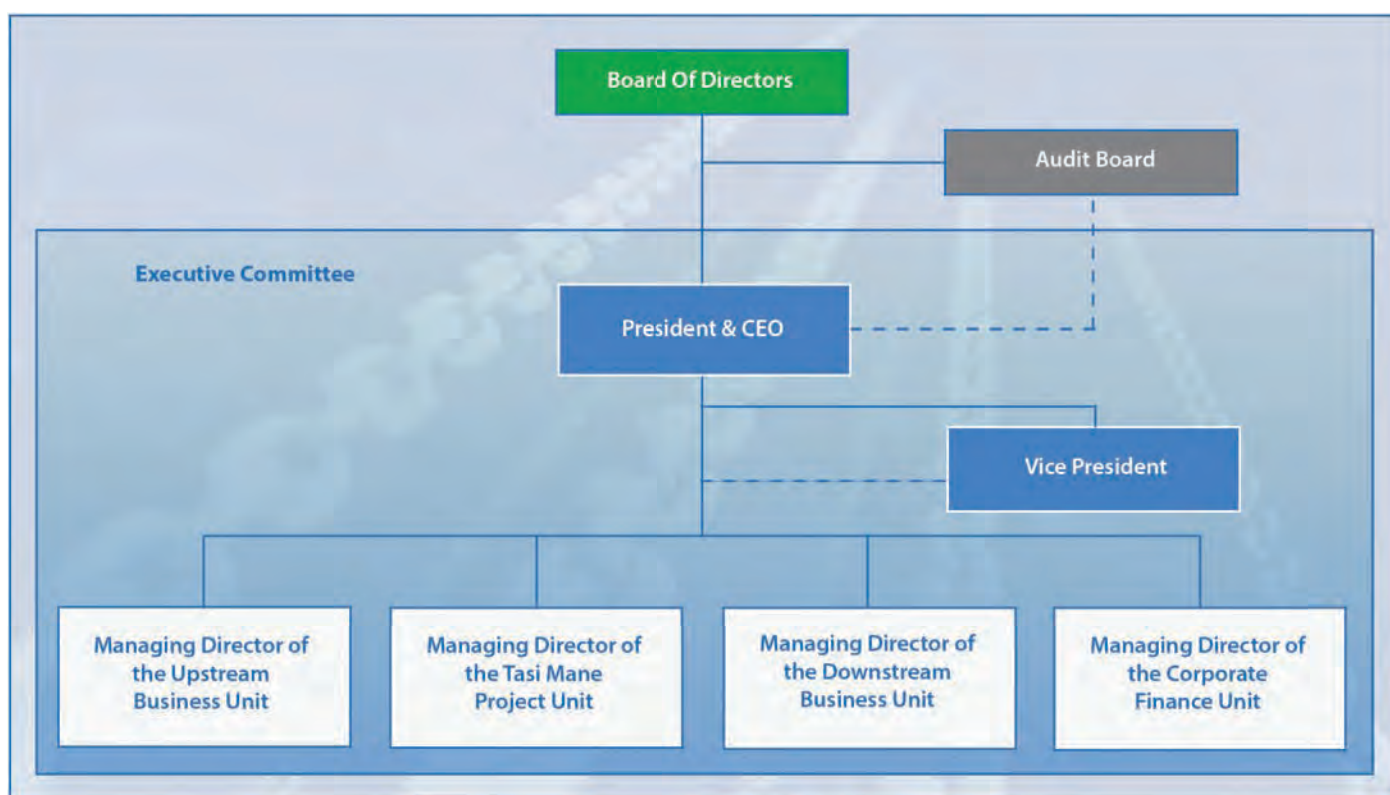 Board Of Directors
Audit Board
Executive Committee
President & CEO
Vice President
Managing Director of
the Upstream
Business Unit
Managing Director of
the Tasi Mane
Project Unit
Managing Director of
the Downstream
Business Unit
Managing Director of
the Corporate
Finance Unit